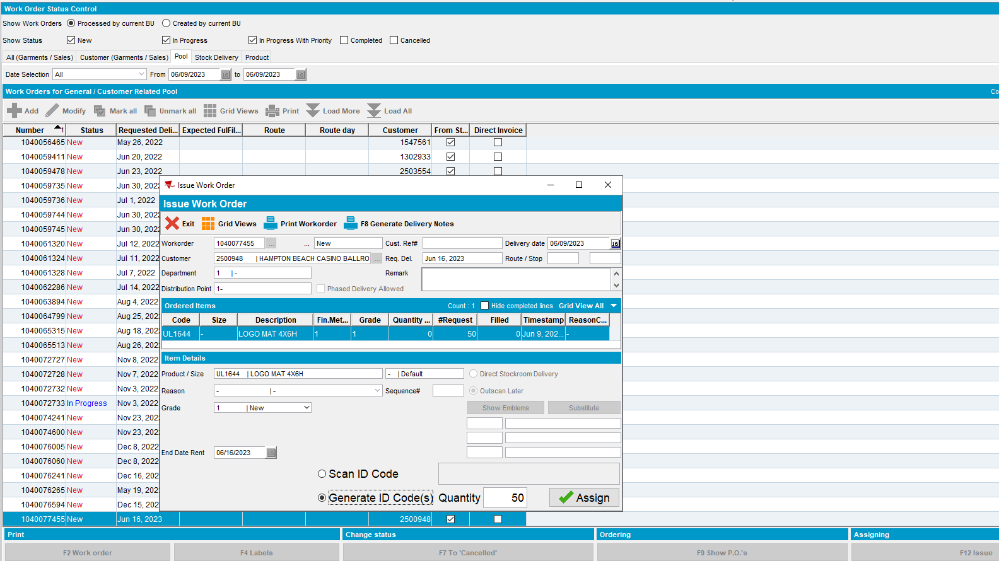 Work Order Status Control
Show Work Orders Processed by current BU Created by current BU
Show Status New In Progress In Progress With Priority Completed Cancelled
All (Garments / Sales) Customer (Garments / Sales) Pool Stock Delivery Product
Date Selection All From 06/09/2023 16 to 06/09/2023 16
Work Orders for General / Customer Related Pool Co
Add Modify Mark all Unmark all Grid Views Print Load More Load All
Number 1 Status Requested Deli... Expected FulFil... Route Route day Customer From St... Direct Invoice
1040056465 New May 26, 2022 1547561
1040059411 New Jun 20, 2022 1302933
1040059478 New Jun 23, 2022 2503554
1040059735 New Jun 30, 2022
1040059736 New Jul 1, 2022
1040059744 New Jun 30, 2022
1040059745 New Jun 30, 2022
1040061320 New Jul 12, 2022
1040061324 New Jul 11, 2022
1040061328 New Jul 7, 2022
1040062286 New Jul 14, 2022
1040063894 New Aug 4, 2022
1040064799 New Aug 25, 2022
1040065315 New Aug 18, 2022
1040065513 New Aug 26, 2022
1040072727 New Nov 8, 2022
1040072728 New Nov 7, 2022
1040072732 New Nov 3, 2022
1040072733 In Progress Nov 3, 2022
1040074241 New Nov 23, 2022
1040074600 New Nov 23, 2022
1040076005 New Dec 8, 2022
1040076060 New Dec 8, 2022
1040076241 New Dec 16, 202
1040076265 New May 19, 202
1040076594 New Dec 15, 202
1040077455 New Jun 16, 2023 2500948
Issue Work Order
Issue Work Order
Exit Grid Views Print Workorder F8 Generate Delivery Notes
Workorder 1040077455 ... ... New Cust. Ref# Delivery date 06/09/2023 16
Customer 2500948 | HAMPTON BEACH CASINO BALLRO ... Req. Del. Jun 16, 2023 Route / Stop
Department 1 | - Remark
Distribution Point 1- Phased Delivery Allowed
Ordered Items Count : 1 Hide completed lines Grid View All
Code Size Description Fin.Met... Grade Quantity ... #Request Filled Timestamp ReasonC...
UL1644 - LOGO MAT 4X6H 1 1 0 50 0 Jun 9, 202... -
Item Details
Product / Size UL1644 | LOGO MAT 4X6H - | Default Direct Stockroom Delivery
Reason - | - Sequence# Outscan Later
Grade 1 | New Show Emblems Substitute
End Date Rent 06/16/2023 16
Scan ID Code
Generate ID Code(s) Quantity 50 Assign
Print Change status Ordering Assigning
F2 Work order F4 Labels F7 To 'Cancelled' F9 Show P.O.'s F12 Issue